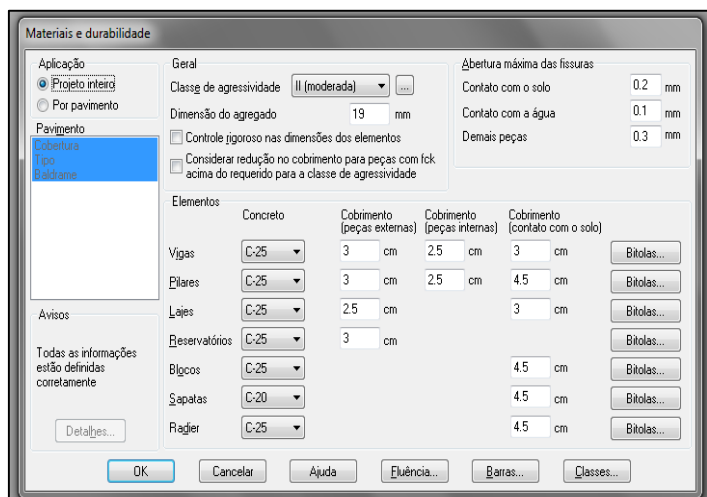 Materiais e durabilidade
Aplicação
Projeto inteiro
Por pavimento
Pavimento
Cobertura
Tipo
Baldrame
Avisos
Todas as informações
estão definidas
corretamente
Detalhes...
Geral
Classe de agressividade II (moderada) ...
Dimensão do agregado 19 mm
Controle rigoroso nas dimensões dos elementos
Considerar redução no cobrimento para peças com fck
acima do requerido para a classe de agressividade
Abertura máxima das fissuras
Contato com o solo 0.2 mm
Contato com a água 0.1 mm
Demais peças 0.3 mm
Elementos
Concreto Cobrimento Cobrimento Cobrimento
(peças externas) (peças internas) (contato com o solo)
Vigas C-25 3 cm 2.5 cm 3 cm Bitolas...
Pilares C-25 3 cm 2.5 cm 4.5 cm Bitolas...
Lajes C-25 2.5 cm 3 cm Bitolas...
Reservatórios C-25 3 cm Bitolas...
Blocos C-25 4.5 cm Bitolas...
Sapatas C-20 4.5 cm Bitolas...
Radier C-25 4.5 cm Bitolas...
OK Cancelar Ajuda Fluência... Barras... Classes...